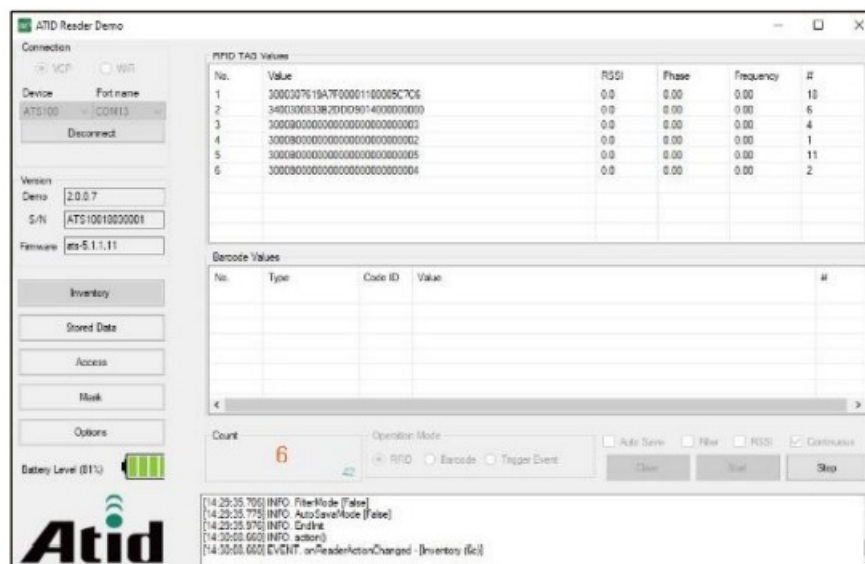 ATID Reader Demo
Connection
VCP WiFi
Device Port name
ATS100 COM13
Disconnect
Version
Demo 2.0.0.7
S/N ATS10018030001
Firmware ats-5.1.1.11
Inventory
Stored Data
Access
Mask
Options
Battery Level (81%)
Atid
RFID TAG Values
No. Value RSSI Phase Frequency #
1 0.0 0.00 0.00 18
2 0.0 0.00 0.00 6
3 300080000000000000000000003 0.0 0.00 0.00 4
4 300080000000000000000000002 0.0 0.00 0.00 1
5 300080000000000000000000005 0.0 0.00 0.00 11
6 300080000000000000000000004 0.0 0.00 0.00 2
Barcode Values
No. Type Code ID Value #
Count
6
42
Operation Mode
RFID Barcode Trigger Event
Auto Save Filter RSSI Continuous
Clear Start Stop
[14:29:35.706] INFO. FilterMode [False]
[14:29:35.775] INFO. AutoSaveMode [False]
[14:29:35.976] INFO. EndInit
[14:30:08.660] INFO. action()
[14:30:08.660] EVENT. onReaderActionChanged - [Inventory (6c)]